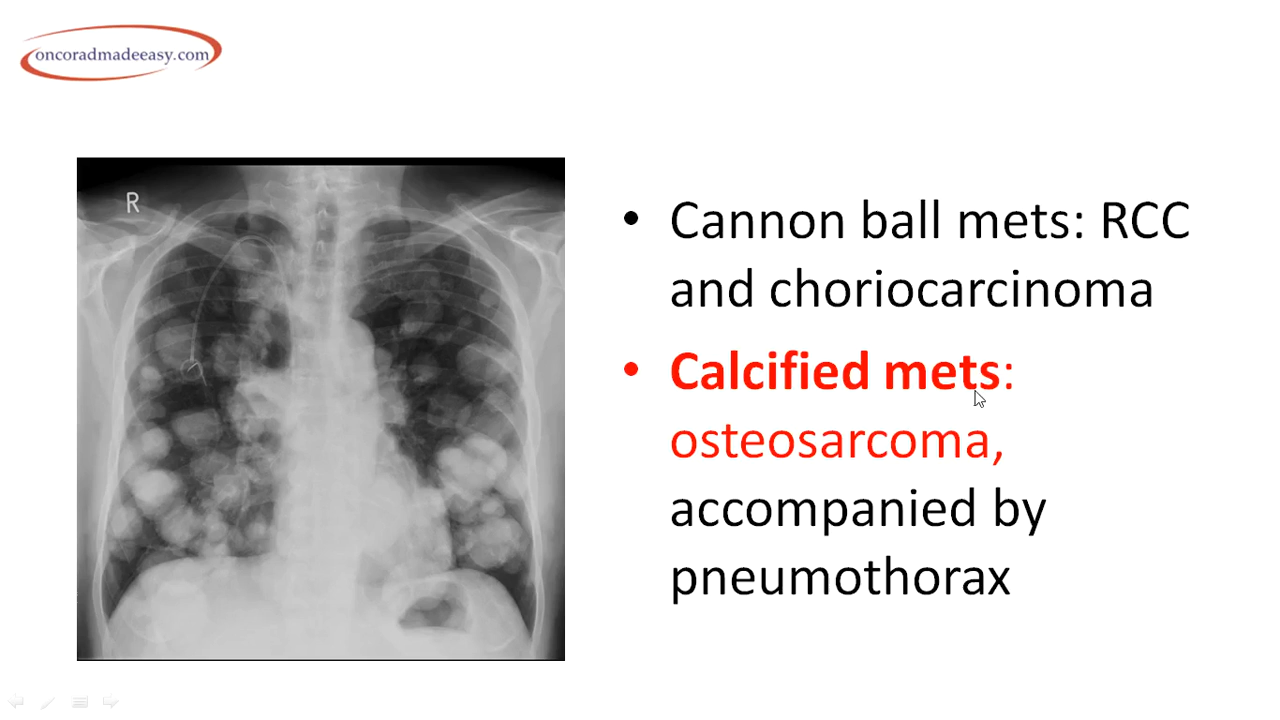 oncoradmadeeasy.com
R
• Cannon ball mets: RCC
and choriocarcinoma
• Calcified mets:
osteosarcoma,
accompanied by
pneumothorax